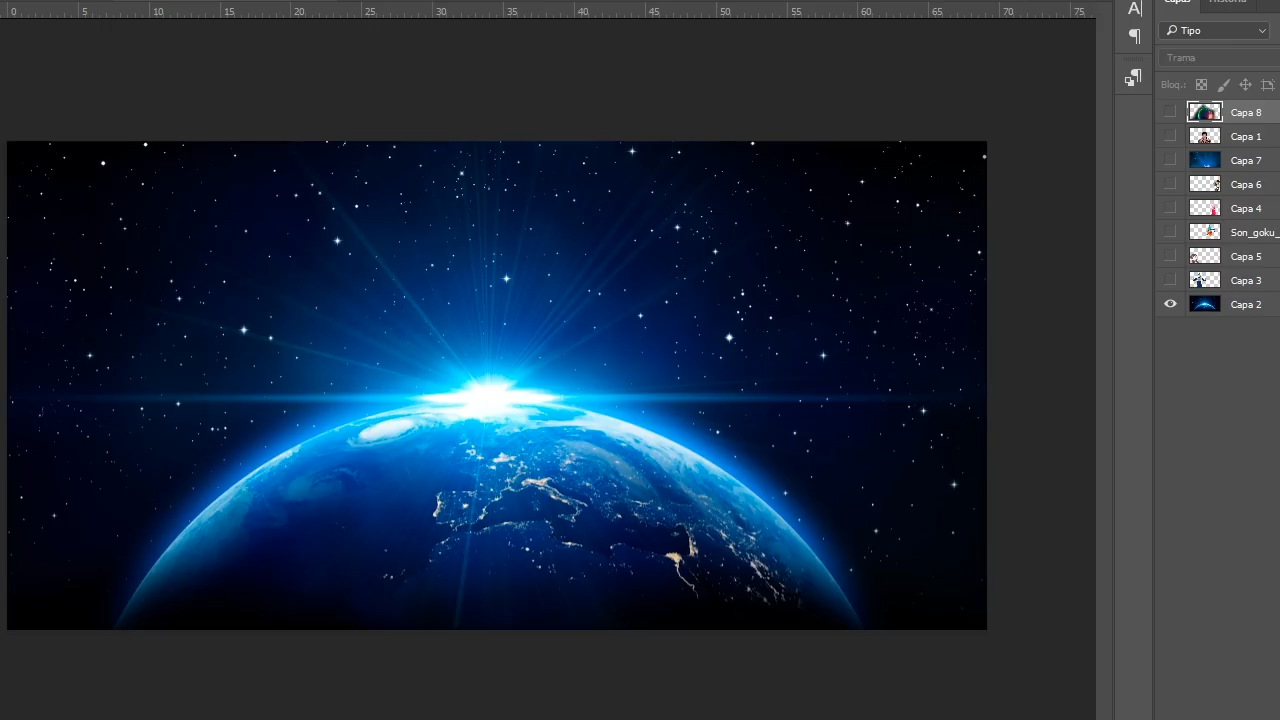 0 5 10 15 20 25 30 35 40 45 50 55 60 65 70 75
A
Capas Historia
Tipo
Trama
Bloq.:
Capa 8
Capa 1
Capa 7
Capa 6
Capa 4
Son_goku_
Capa 5
Capa 3
Capa 2